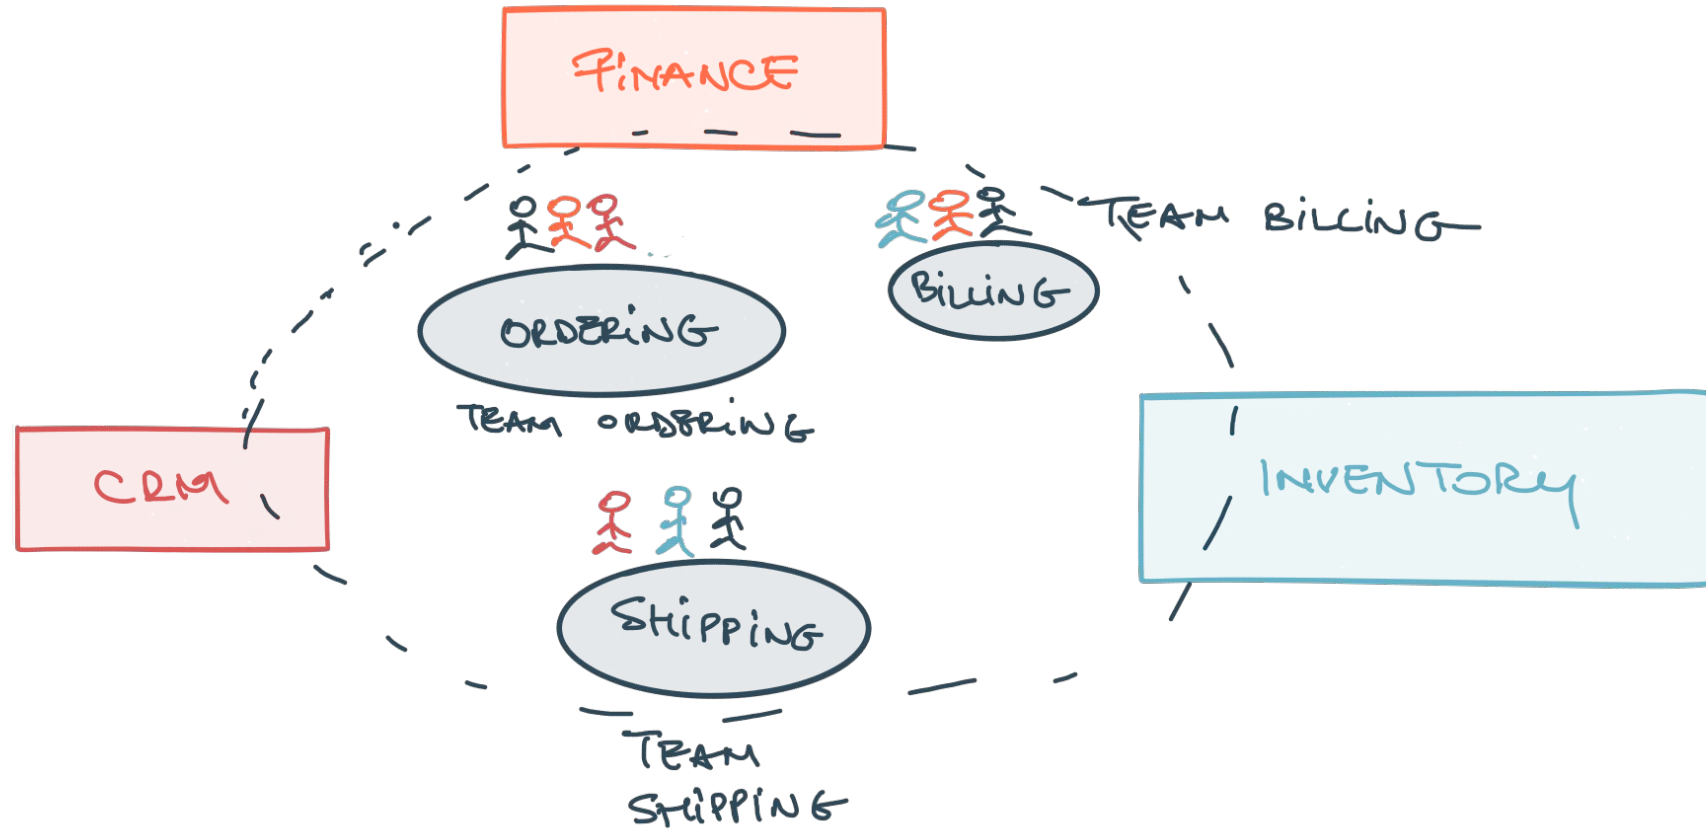 FINANCE
TEAM BILLING
BILLING
ORDERING
TEAM ORDERING
CRM
INVENTORY
SHIPPING
TEAM
SHIPPING